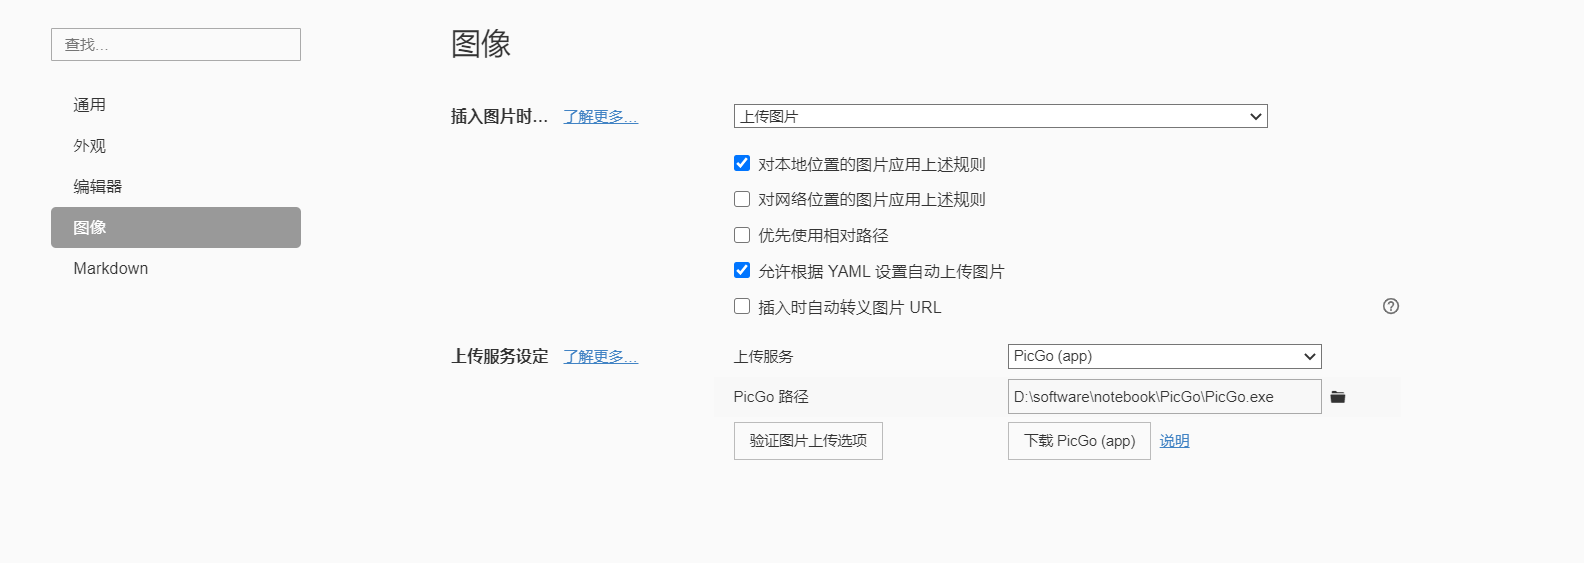 查找...
通用
外观
编辑器
图像
Markdown
图像
插入图片时... 了解更多... 上传图片
对本地位置的图片应用上述规则
对网络位置的图片应用上述规则
优先使用相对路径
允许根据 YAML 设置自动上传图片
插入时自动转义图片 URL
上传服务设定 了解更多... 上传服务 PicGo (app)
PicGo 路径 D:\software\notebook\PicGo\PicGo.exe
验证图片上传选项 下载 PicGo (app) 说明